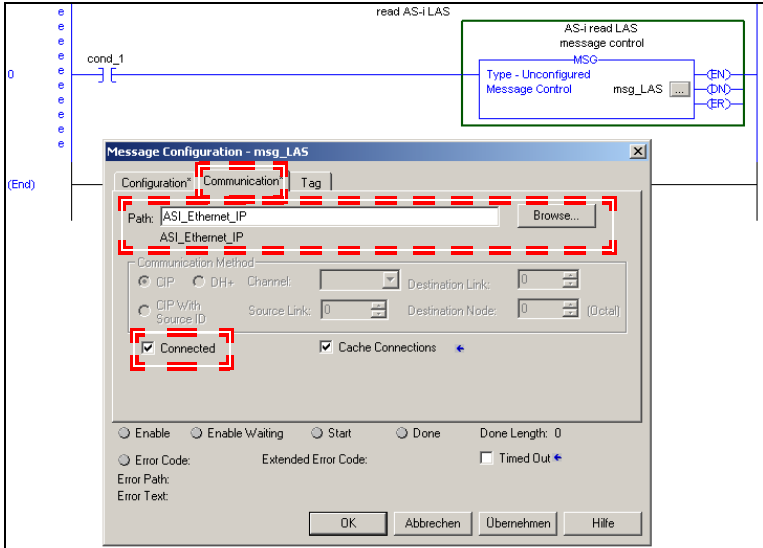 e
e read AS-i LAS
e
e AS-i read LAS
e message control
e cond_1 MSG
0 e Type - Unconfigured EN
e Message Control msg_LAS ... DN
e ER
e
e
e
Message Configuration - msg_LAS
Configuration* Communication Tag
(End)
Path: ASI_Ethernet_IP Browse...
ASI_Ethernet_IP
Communication Method
CIP DH+ Channel: Destination Link: 0
CIP With Source Link: 0 Destination Node: 0 (Octal)
Source ID
Connected Cache Connections
Enable Enable Waiting Start Done Done Length: 0
Error Code: Extended Error Code: Timed Out
Error Path:
Error Text:
OK Abbrechen Übernehmen Hilfe